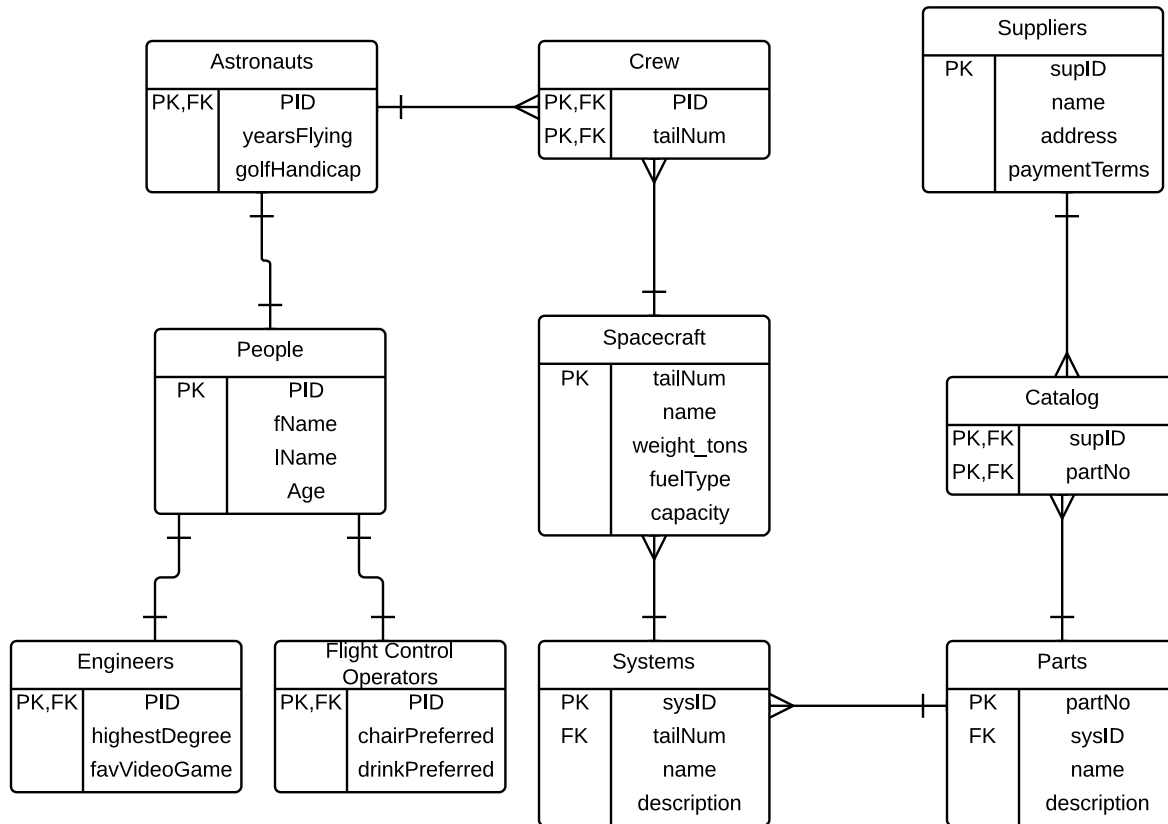 Astronauts
PK,FK PID
yearsFlying
golfHandicap
Crew
PK,FK PID
PK,FK tailNum
Suppliers
PK supID
name
address
paymentTerms
People
PK PID
fName
lName
Age
Spacecraft
PK tailNum
name
weight_tons
fuelType
capacity
Catalog
PK,FK supID
PK,FK partNo
Engineers
PK,FK PID
highestDegree
favVideoGame
Flight Control
Operators
PK,FK PID
chairPreferred
drinkPreferred
Systems
PK sysID
FK tailNum
name
description
Parts
PK partNo
FK sysID
name
description